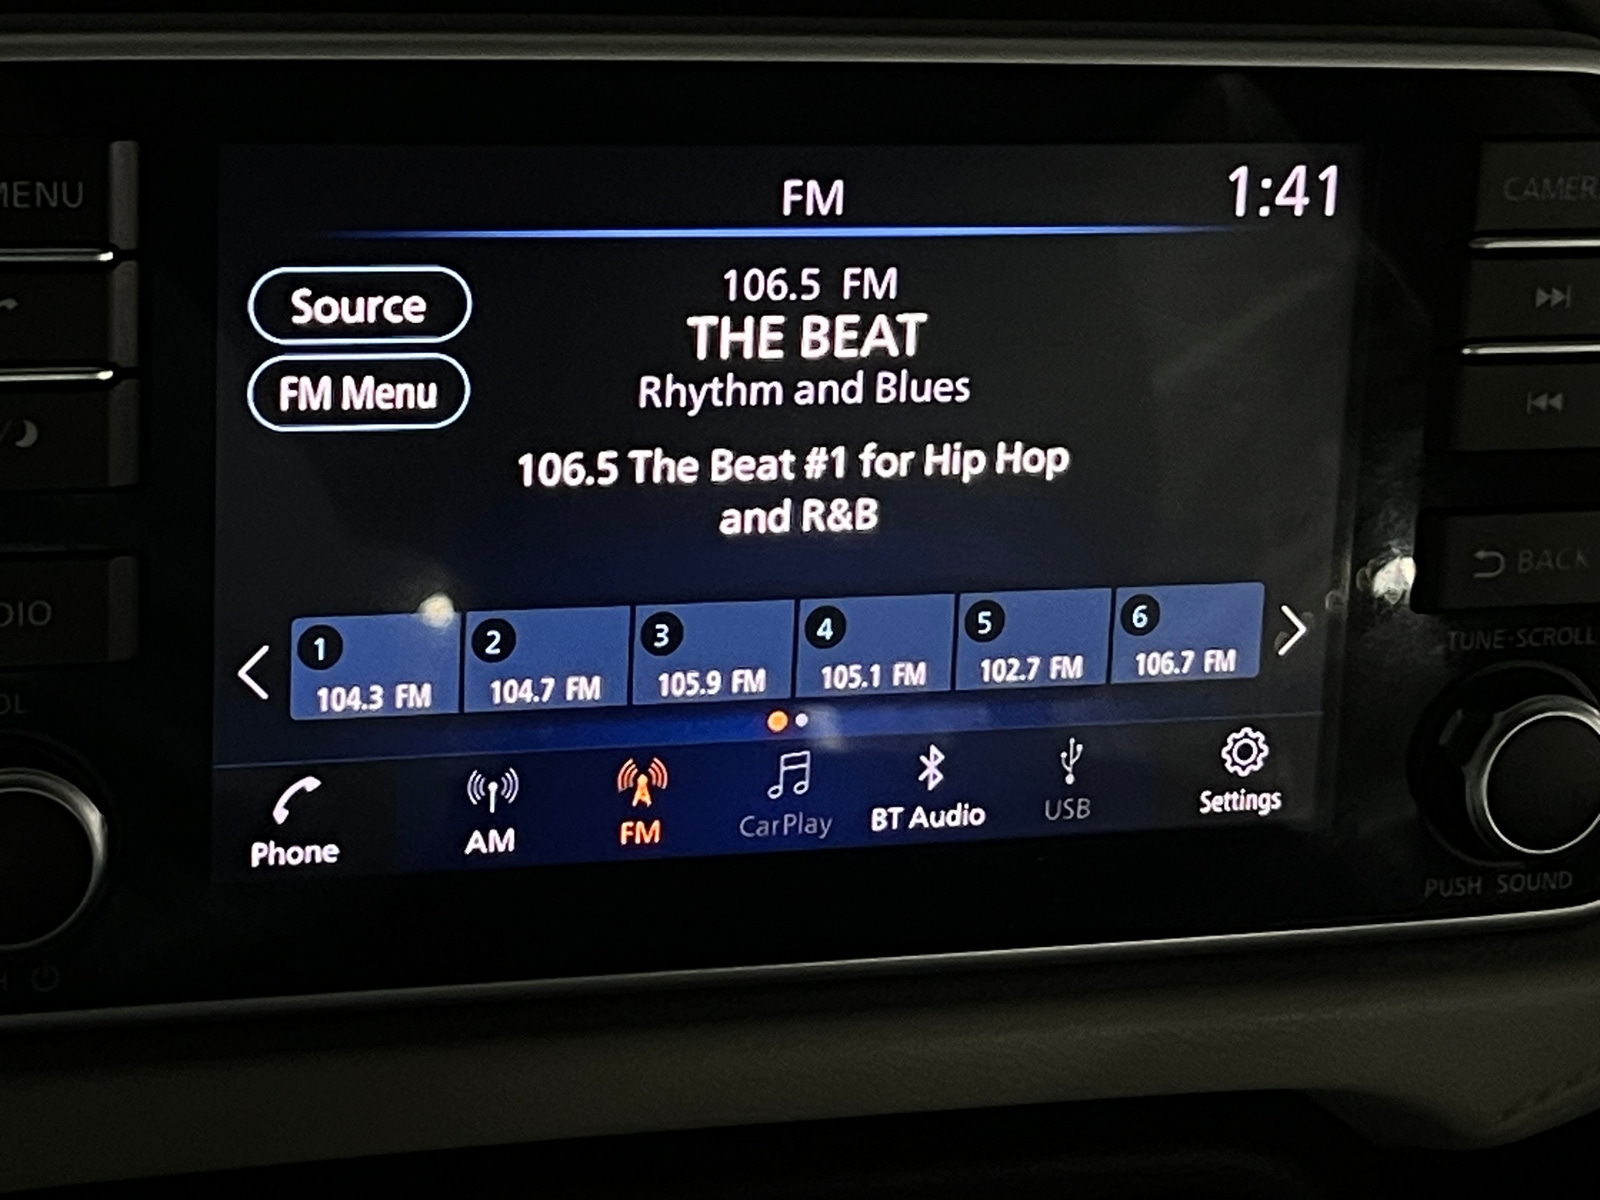 MENU
FM
1:41
CAMER
Source
106.5 FM
THE BEAT
FM Menu
Rhythm and Blues
106.5 The Beat #1 for Hip Hop
and R&B
BACK
DIO
TUNE·SCROLL
1
2
3
4
5
6
104.3 FM
104.7 FM
105.9 FM
105.1 FM
102.7 FM
106.7 FM
OL
Phone
AM
FM
CarPlay
BT Audio
USB
Settings
PUSH SOUND
H